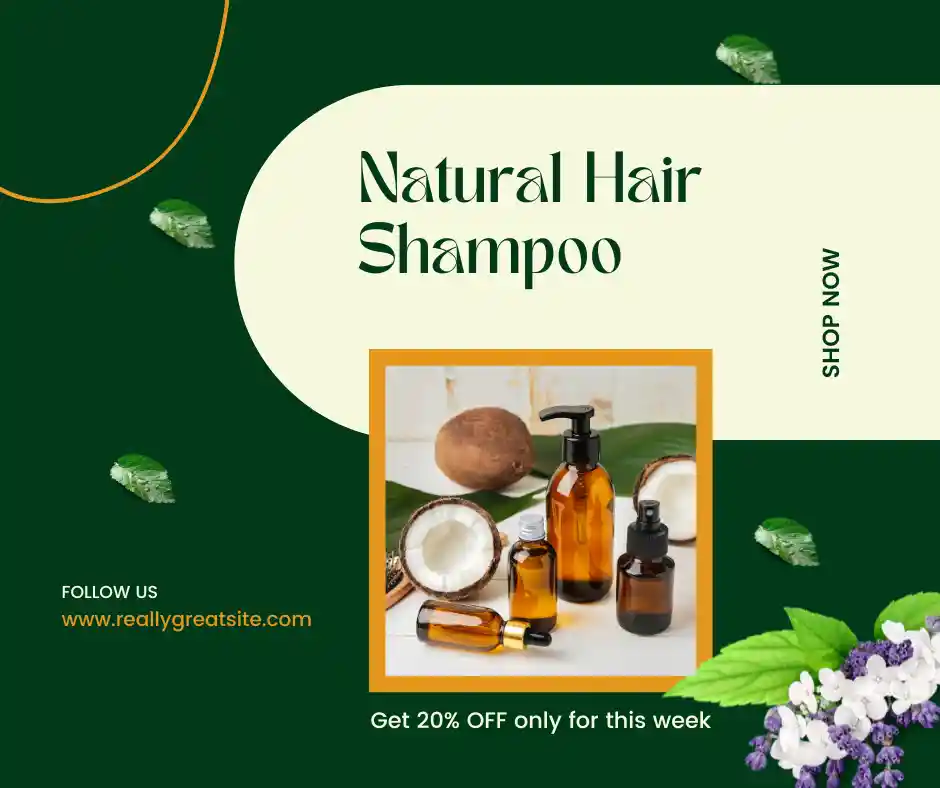 Natural Hair
Shampoo
SHOP NOW
FOLLOW US
www.reallygreatsite.com
Get 20% OFF only for this week